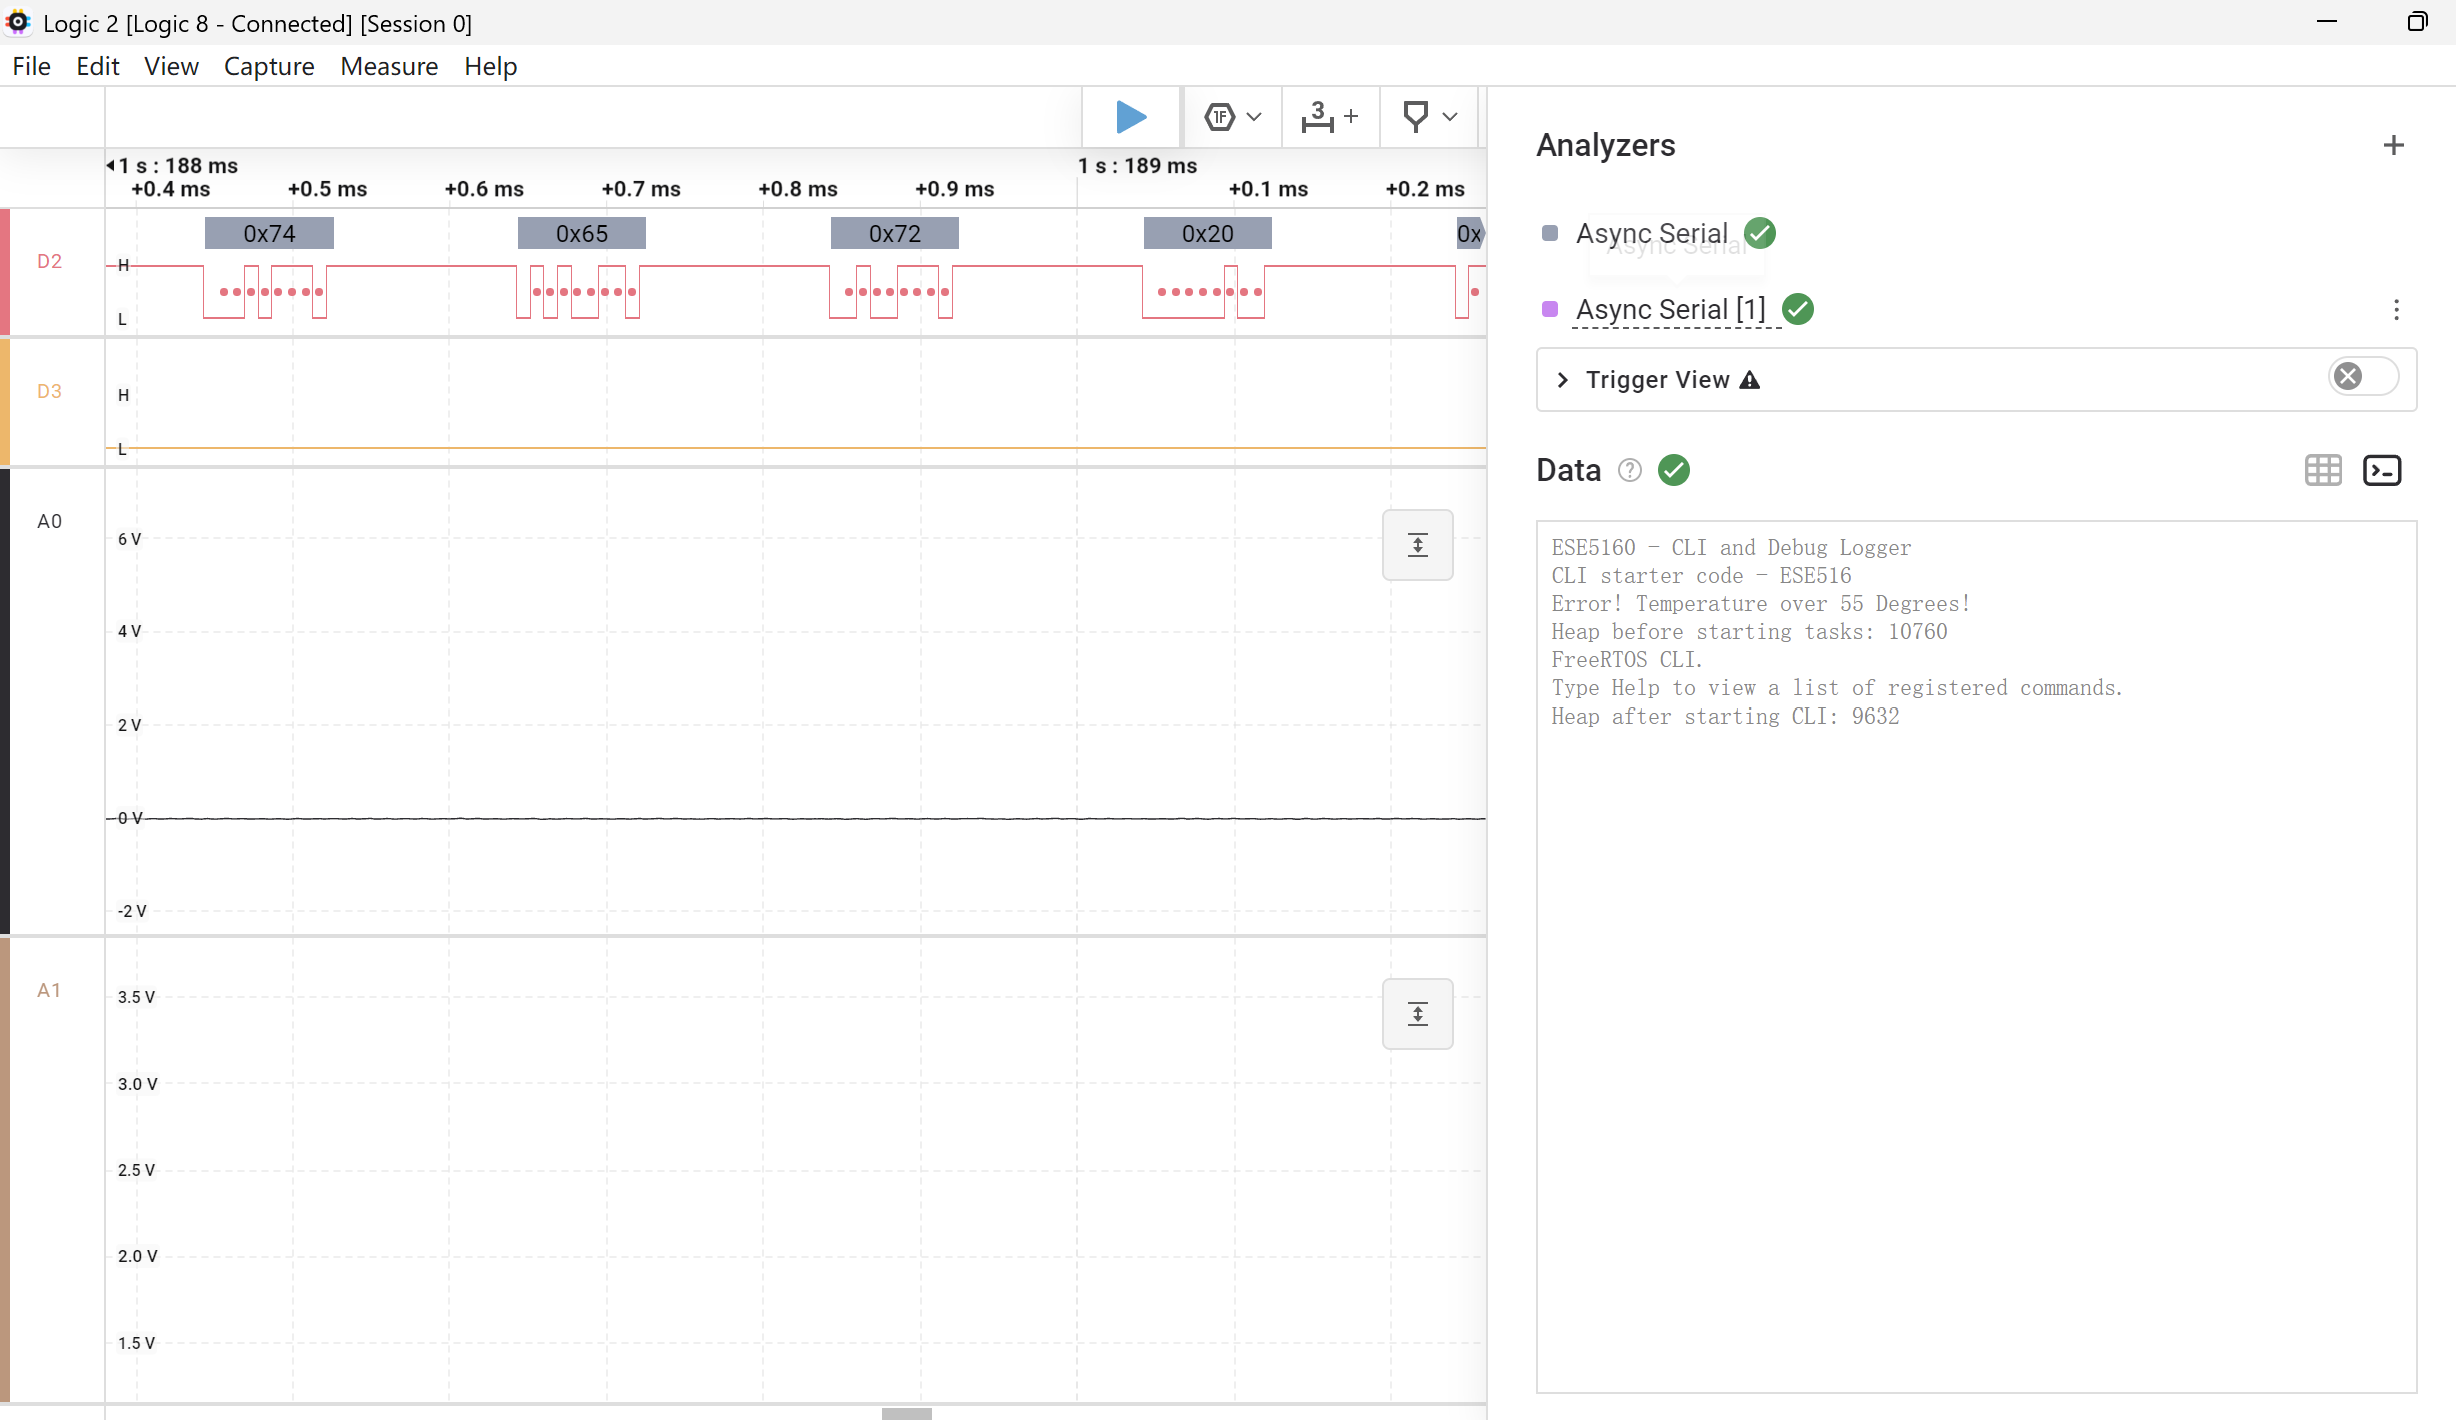 Logic 2 [Logic 8 - Connected] [Session 0]
File Edit View Capture Measure Help
1 s : 188 ms
1 s : 189 ms
+0.4 ms +0.5 ms +0.6 ms +0.7 ms +0.8 ms +0.9 ms +0.1 ms +0.2 ms
3 +
D2
0x74 0x65 0x72 0x20 0x
H
L
D3
H
L
A0
6 V
4 V
2 V
0 V
-2 V
A1
3.5 V
3.0 V
2.5 V
2.0 V
1.5 V
Analyzers
Async Serial
Async Serial
Async Serial [1]
Trigger View
Data
ESE5160 - CLI and Debug Logger
CLI starter code - ESE516
Error! Temperature over 55 Degrees!
Heap before starting tasks: 10760
FreeRTOS CLI.
Type Help to view a list of registered commands.
Heap after starting CLI: 9632